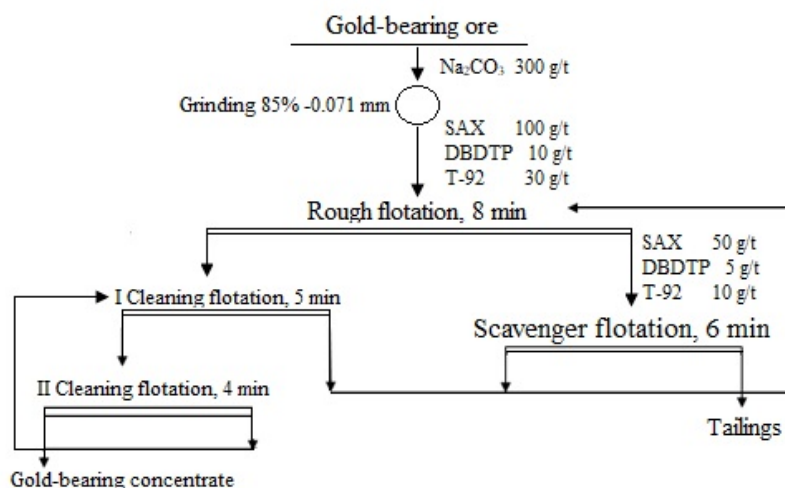 Gold-bearing ore
Na₂CO₃ 300 g/t
Grinding 85% -0.071 mm
SAX 100 g/t
DBDTP 10 g/t
T-92 30 g/t
Rough flotation, 8 min
SAX 50 g/t
DBDTP 5 g/t
T-92 10 g/t
I Cleaning flotation, 5 min
Scavenger flotation, 6 min
II Cleaning flotation, 4 min
Tailings
Gold-bearing concentrate